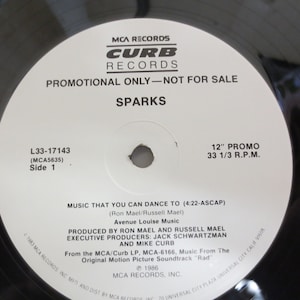 MCA RECORDS
CURB
RECORDS
PROMOTIONAL ONLY—NOT FOR SALE
SPARKS
L33-17143
(MCA5635)
Side 1
12" PROMO
33 1/3 R.P.M.
MUSIC THAT YOU CAN DANCE TO (4:22-ASCAP)
(Ron Mael/Russell Mael)
Avenue Louise Music
PRODUCED BY RON AND RUSSELL MAEL
EXECUTIVE PRODUCERS: JACK SCHWARTZMAN
AND MIKE CURB
From the MCA/Curb LP, MCA-6166, Music From The
Original Motion Picture Soundtrack "Rad"
℗ 1986
MCA RECORDS, INC.